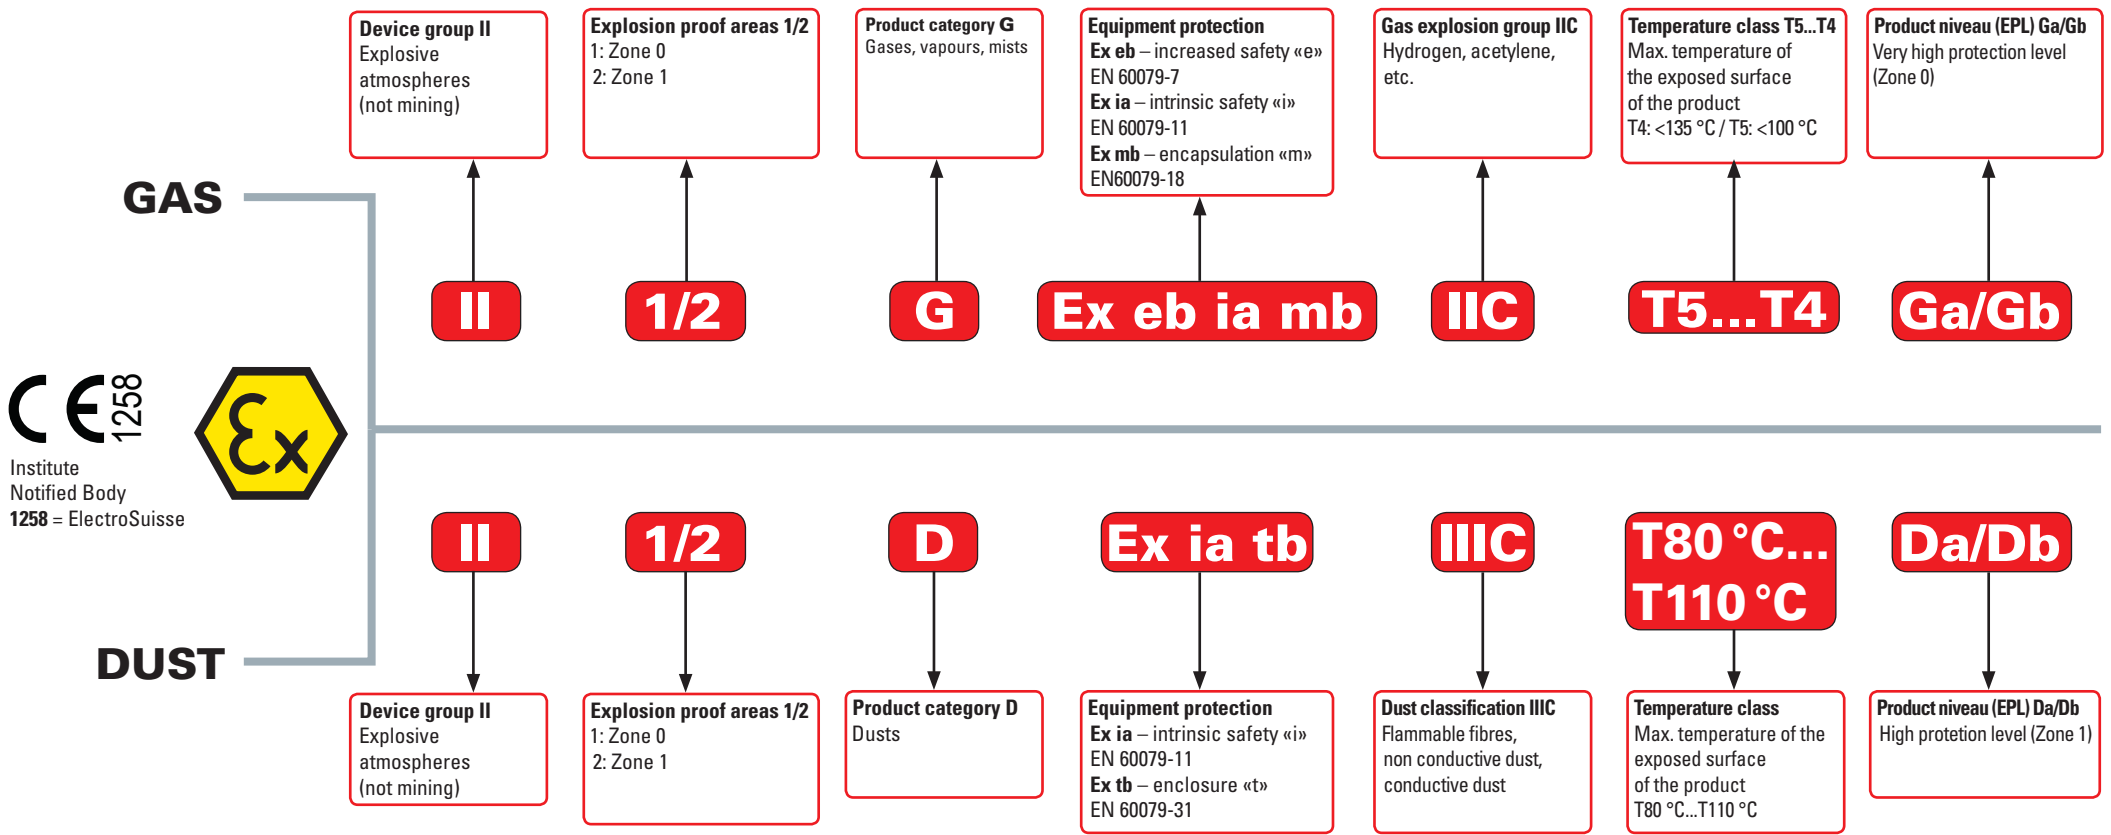 Device group II
Explosive
atmospheres
(not mining)
Explosion proof areas 1/2
1: Zone 0
2: Zone 1
Product category G
Gases, vapours, mists
Equipment protection
Ex eb – increased safety «e»
EN 60079-7
Ex ia – intrinsic safety «i»
EN 60079-11
Ex mb – encapsulation «m»
EN60079-18
Gas explosion group IIC
Hydrogen, acetylene,
etc.
Temperature class T5...T4
Max. temperature of
the exposed surface
of the product
T4: <135 °C / T5: <100 °C
Product niveau (EPL) Ga/Gb
Very high protection level
(Zone 0)
GAS
II
1/2
G
Ex eb ia mb
IIC
T5...T4
Ga/Gb
CE
1258
Ex
Institute
Notified Body
1258 = ElectroSuisse
II
1/2
D
Ex ia tb
IIIC
T80 °C...
T110 °C
Da/Db
DUST
Device group II
Explosive
atmospheres
(not mining)
Explosion proof areas 1/2
1: Zone 0
2: Zone 1
Product category D
Dusts
Equipment protection
Ex ia – intrinsic safety «i»
EN 60079-11
Ex tb – enclosure «t»
EN 60079-31
Dust classification IIIC
Flammable fibres,
non conductive dust,
conductive dust
Temperature class
Max. temperature of the
exposed surface
of the product
T80 °C...T110 °C
Product niveau (EPL) Da/Db
High protetion level (Zone 1)